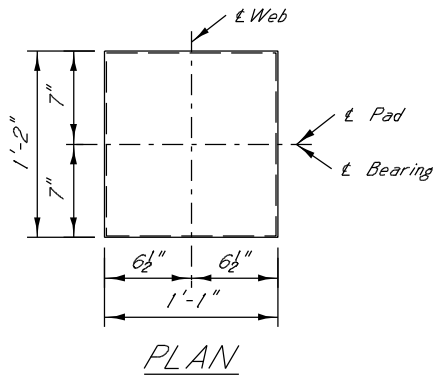 ℄ Web
7"
1'-2"
℄ Pad
7"
℄ Bearing
6½" 6½"
1'-1"
PLAN